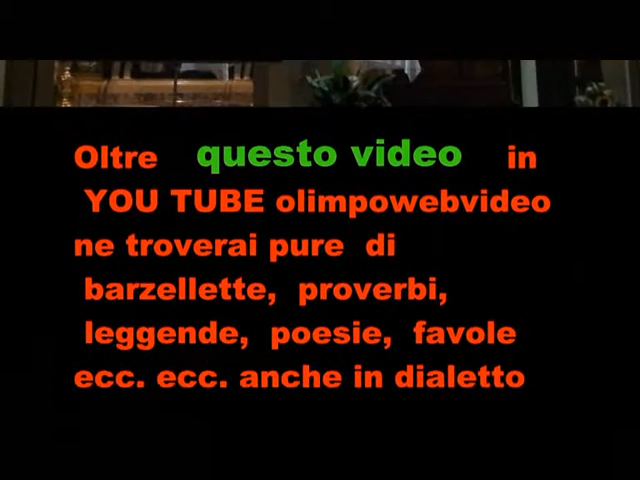 Oltre questo video in
YOU TUBE olimpowebvideo
ne troverai pure di
barzellette, proverbi,
leggende, poesie, favole
ecc. ecc. anche in dialetto